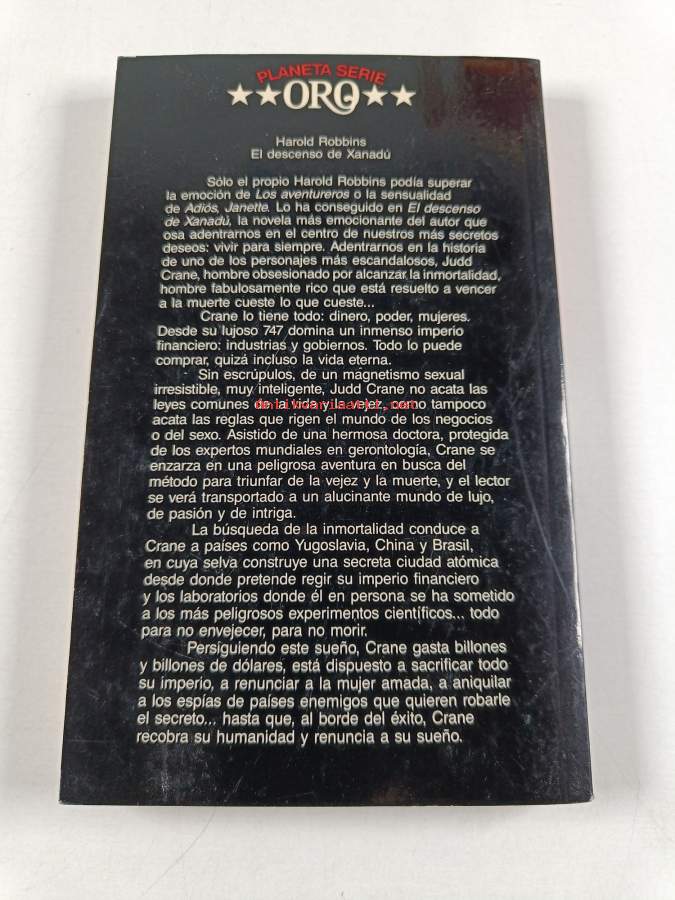 PLANETA SERIE
ORO
Harold Robbins
El descenso de Xanadú
Sólo el propio Harold Robbins podía superar
la emoción de Los aventureros o la sensualidad
de Adiós, Janette. Lo ha conseguido en El descenso
de Xanadú, la novela más emocionante del autor que
osa adentrarnos en el centro de nuestros más secretos
deseos: vivir para siempre. Adentrarnos en la historia
de uno de los personajes más escandalosos, Judd
Crane, hombre obsesionado por alcanzar la inmortalidad,
hombre fabulosamente rico que está resuelto a vencer
a la muerte cueste lo que cueste...
Crane lo tiene todo: dinero, poder, mujeres.
Desde su lujoso 747 domina un inmenso imperio
financiero: industrias y gobiernos. Todo lo puede
comprar, quizá incluso la vida eterna.
Sin escrúpulos, de un magnetismo sexual
irresistible, muy inteligente, Judd Crane no acata las
leyes comunes de la vida y la vejez, como tampoco
acata las reglas que rigen el mundo de los negocios
o del sexo. Asistido de una hermosa doctora, protegida
de los expertos mundiales en gerontología, Crane se
enzarza en una peligrosa aventura en busca del
método para triunfar de la vejez y la muerte, y el lector
se verá transportado a un alucinante mundo de lujo,
de pasión y de intriga.
La búsqueda de la inmortalidad conduce a
Crane a países como Yugoslavia, China y Brasil,
en cuya selva construye una secreta ciudad atómica
desde donde pretende regir su imperio financiero
y los laboratorios donde él en persona se ha sometido
a los más peligrosos experimentos científicos... todo
para no envejecer, para no morir.
Persiguiendo este sueño, Crane gasta billones
y billones de dólares, está dispuesto a sacrificar todo
su imperio, a renunciar a la mujer amada, a aniquilar
a los espías de países enemigos que quieren robarle
el secreto... hasta que, al borde del éxito, Crane
recobra su humanidad y renuncia a su sueño.